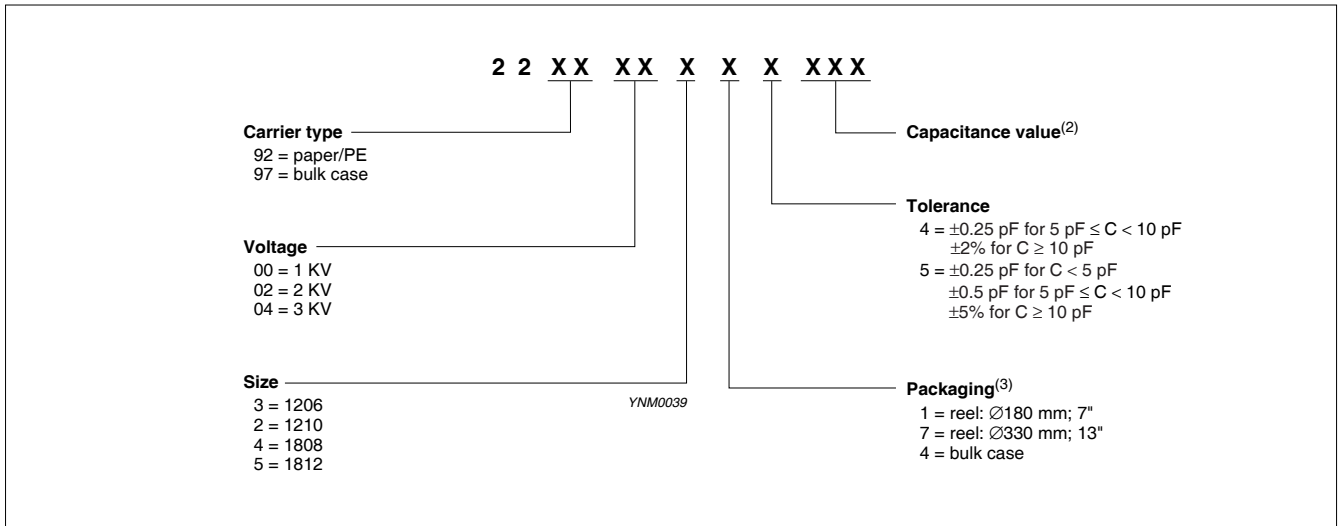 2 2 X X X X X X X X X X
Carrier type
92 = paper/PE
97 = bulk case
Voltage
00 = 1 KV
02 = 2 KV
04 = 3 KV
Size
3 = 1206
2 = 1210
4 = 1808
5 = 1812
YNM0039
Capacitance value(2)
Tolerance
4 = ±0.25 pF for 5 pF ≤ C < 10 pF
±2% for C ≥ 10 pF
5 = ±0.25 pF for C < 5 pF
±0.5 pF for 5 pF ≤ C < 10 pF
±5% for C ≥ 10 pF
Packaging(3)
1 = reel: ∅180 mm; 7"
7 = reel: ∅330 mm; 13"
4 = bulk case